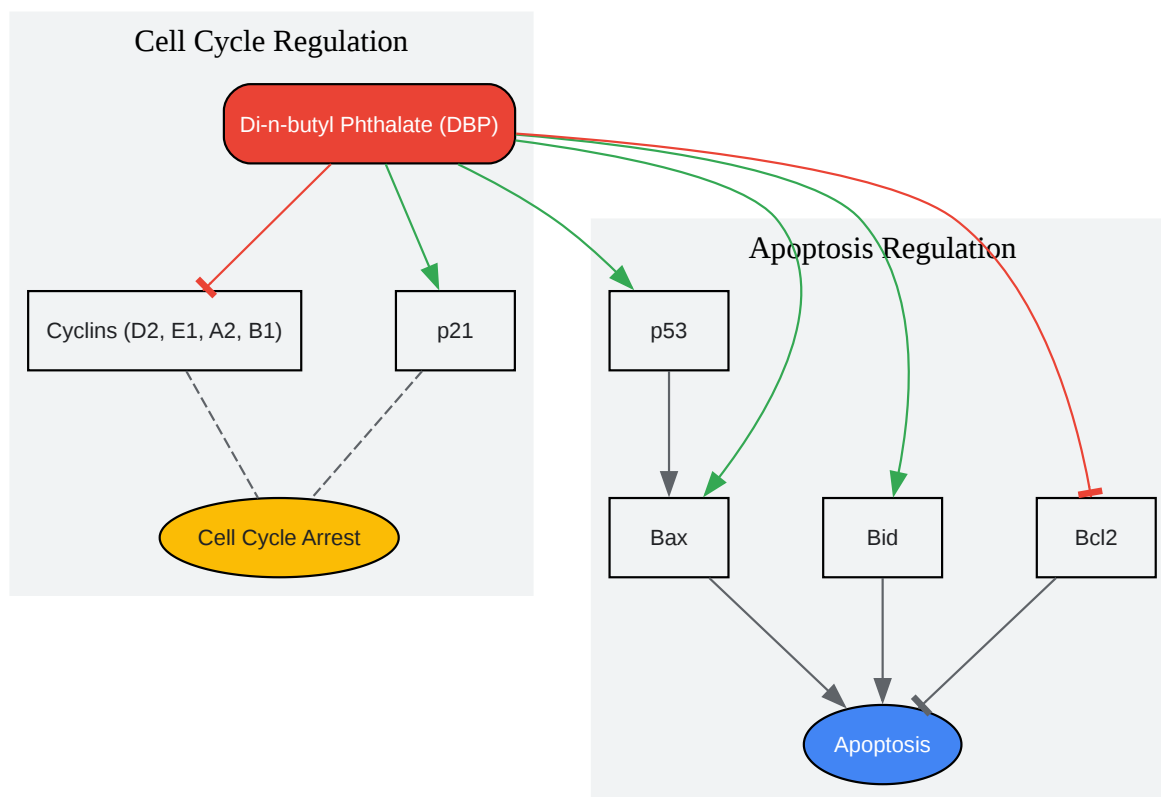 Cell Cycle Regulation
Di-n-butyl Phthalate (DBP)
Apoptosis Regulation
Cyclins (D2, E1, A2, B1)
p21
p53
Cell Cycle Arrest
Bax
Bid
Bcl2
Apoptosis